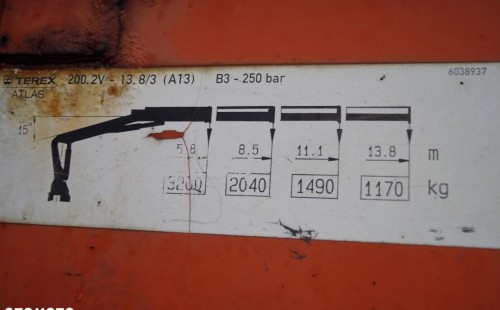 TEREX 200.2V - 13.8/3 (A13) B3 - 250 bar 6038937
ATLAS
15°
5.8 8.5 11.1 13.8 m
3200 2040 1490 1170 kg